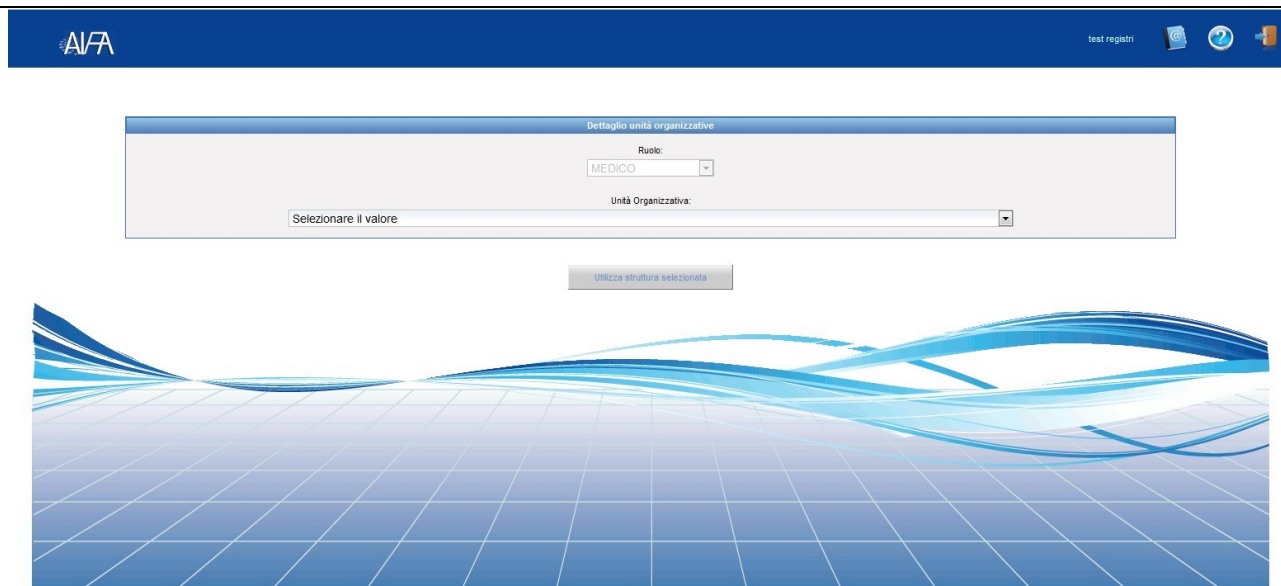 AIFA
test registri
Dettaglio unità organizzative
Ruolo:
MEDICO
Unità Organizzativa:
Selezionare il valore
Utilizza struttura selezionata